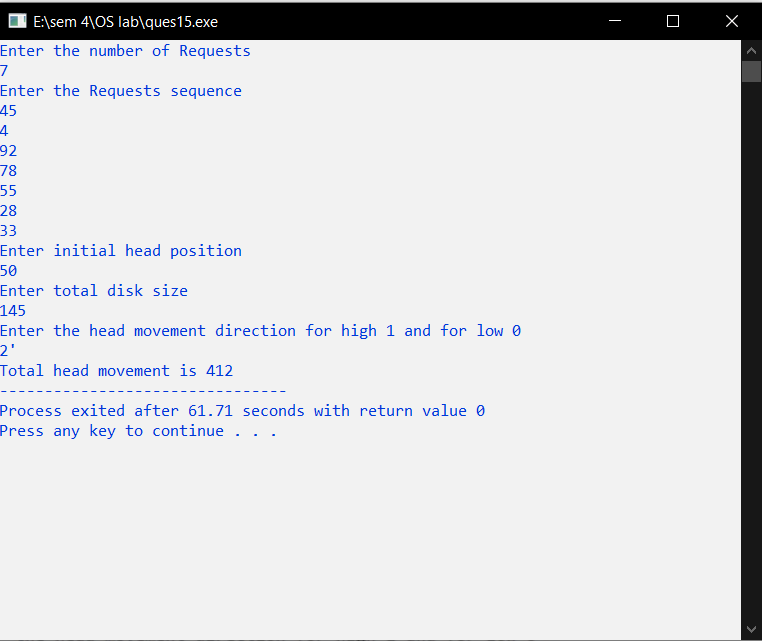 E:\sem 4\OS lab\ques15.exe
Enter the number of Requests
7
Enter the Requests sequence
45
4
92
78
55
28
33
Enter initial head position
50
Enter total disk size
145
Enter the head movement direction for high 1 and for low 0
2'
Total head movement is 412
--------------------------------
Process exited after 61.71 seconds with return value 0
Press any key to continue . . .